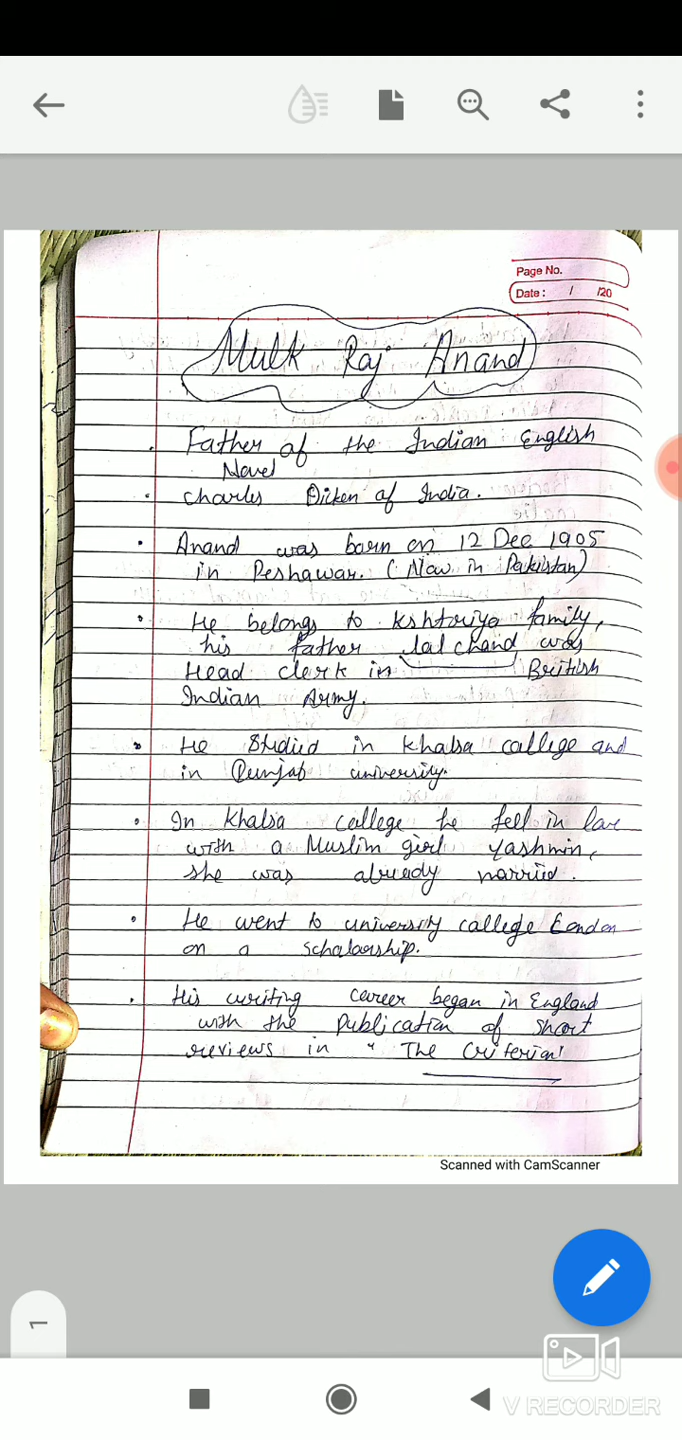 Page No.
Date: / /20
Mulk Raj Anand
Father of the Indian English
Novel
Charles Dicken of India.
Anand was born on 12 Dec 1905
in Peshawar. (Now in Pakistan)
He belongs to Kshtoriya family,
his father lal chand was
Head clerk in British
Indian Army.
He Studied in Khalsa college and
in Punjab university.
In Khalsa college he fell in love
with a Muslim girl Yashmin,
she was already married.
He went to university college London
on a scholarship.
His writing career began in England
with the Publication of short
reviews in "The Criterion'
Scanned with CamScanner
1
V RECORDER